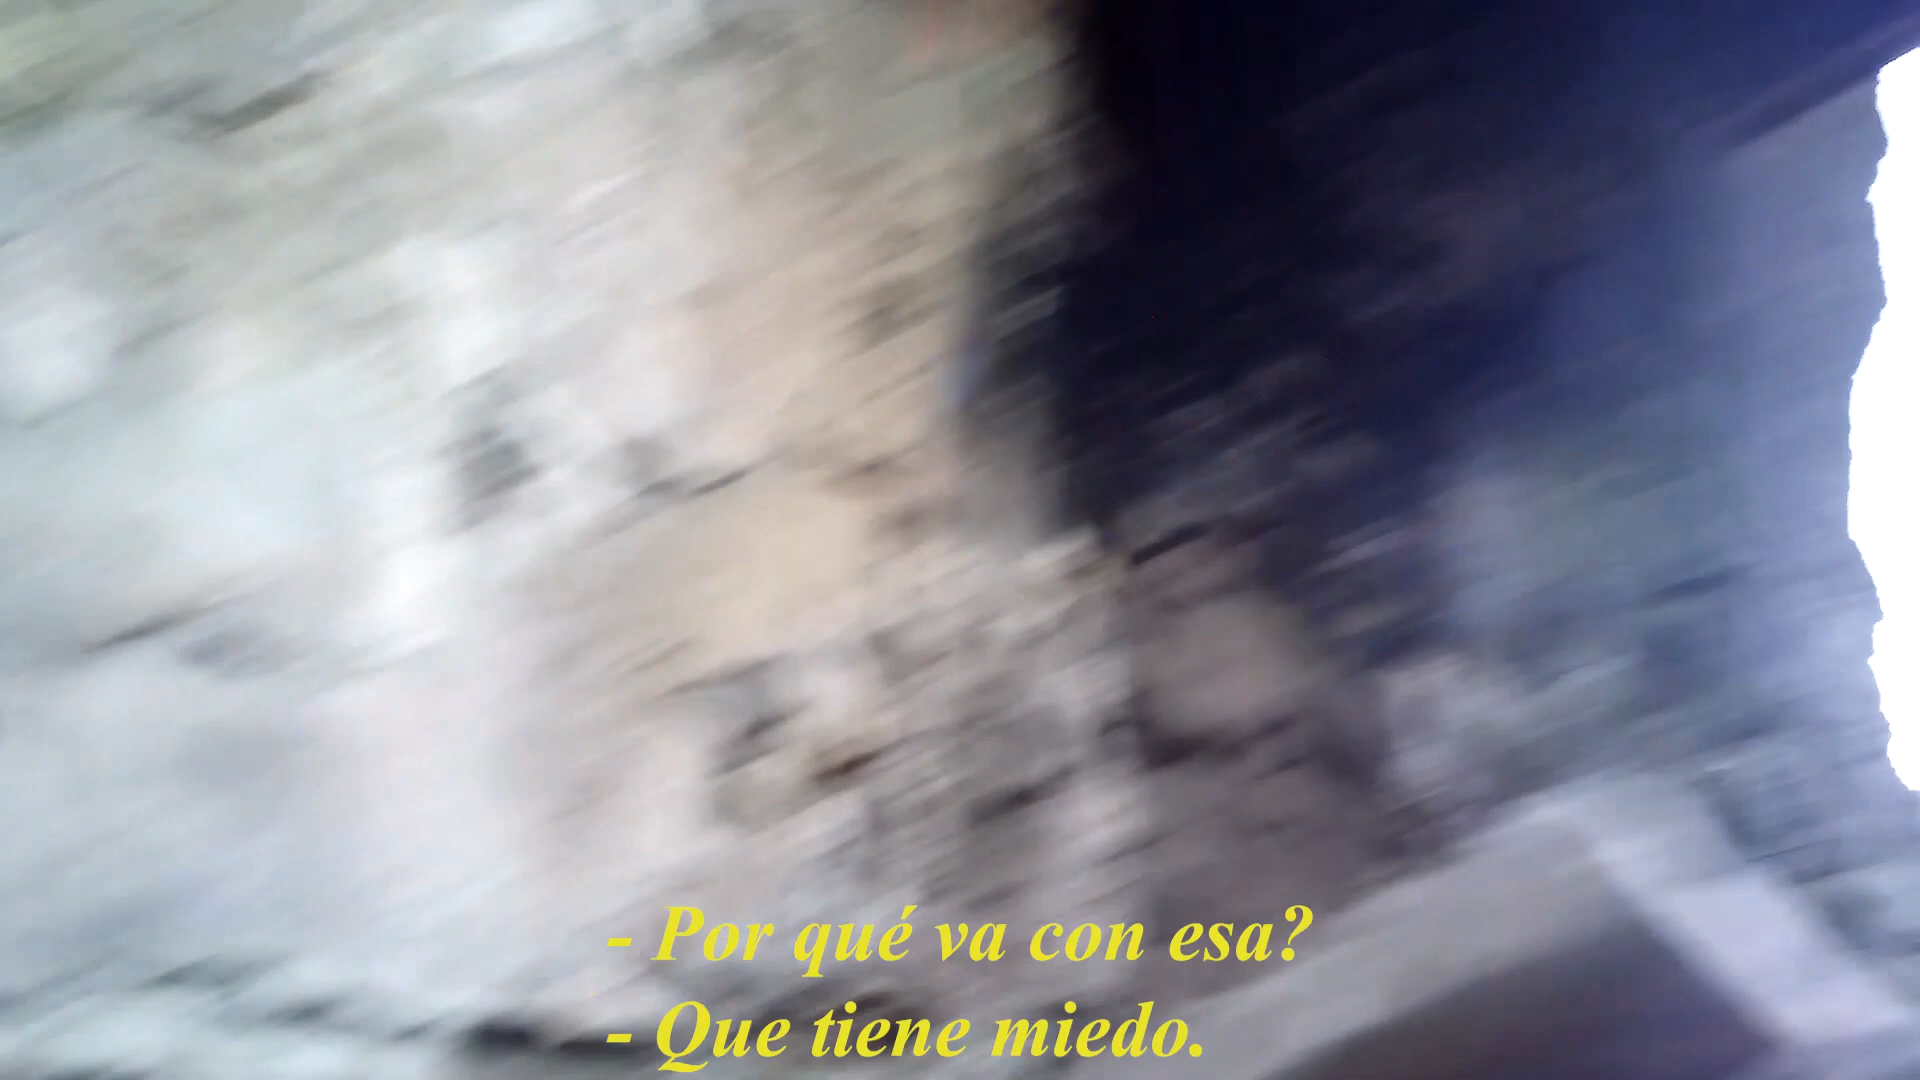 - Por qué va con esa?
- Que tiene miedo.